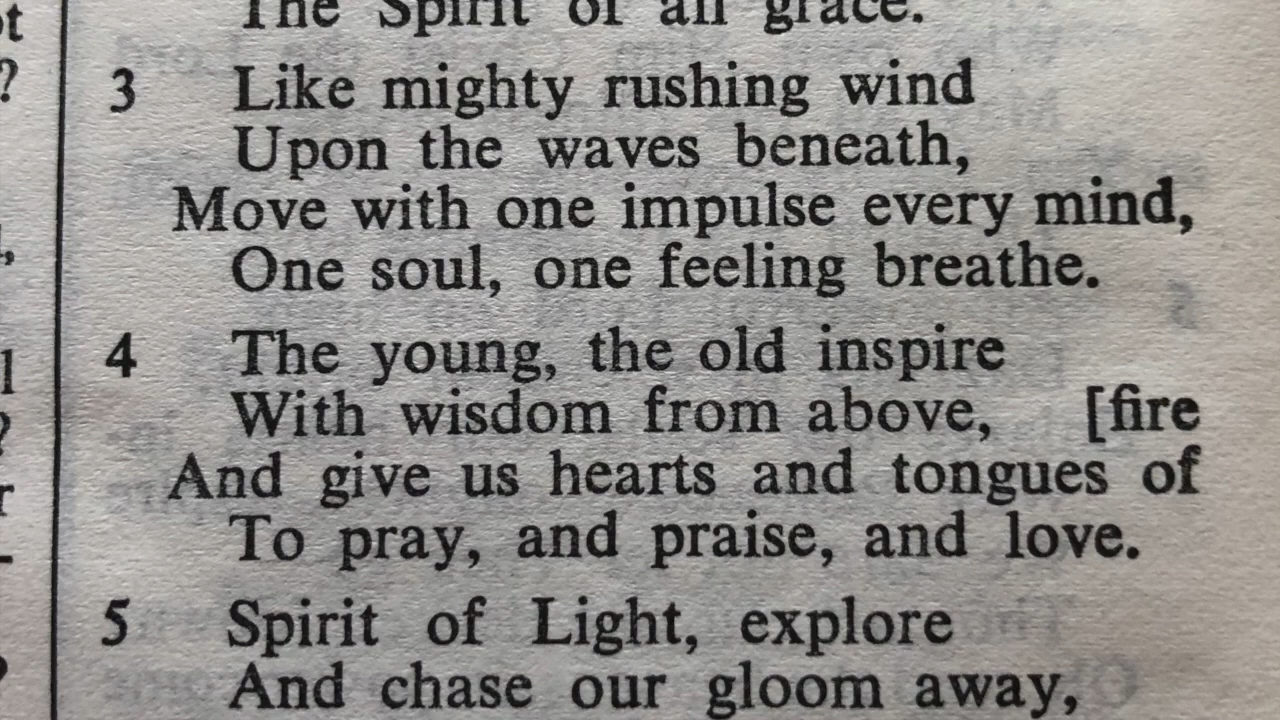 The Spirit of all grace.
3 Like mighty rushing wind
Upon the waves beneath,
Move with one impulse every mind,
One soul, one feeling breathe.
4 The young, the old inspire
With wisdom from above, [fire
And give us hearts and tongues of
To pray, and praise, and love.
5 Spirit of Light, explore
And chase our gloom away,